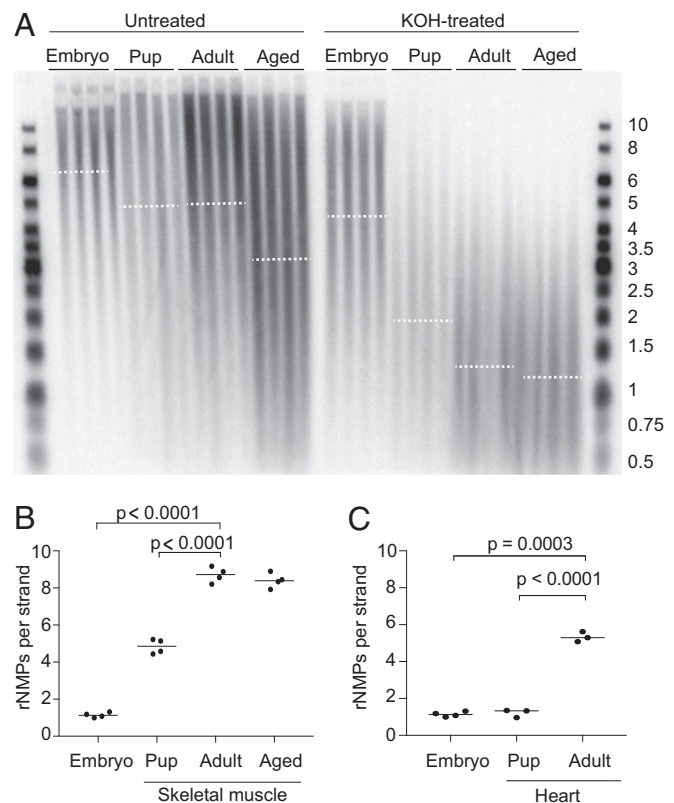 A
Untreated KOH-treated
Embryo Pup Adult Aged Embryo Pup Adult Aged
10
8
6
5
4
3.5
3
2.5
2
1.5
1
0.75
0.5
B
p < 0.0001
p < 0.0001
rNMPs per strand
10
8
6
4
2
0
Embryo Pup Adult Aged
Skeletal muscle
C
p = 0.0003
p < 0.0001
rNMPs per strand
10
8
6
4
2
0
Embryo Pup Adult
Heart